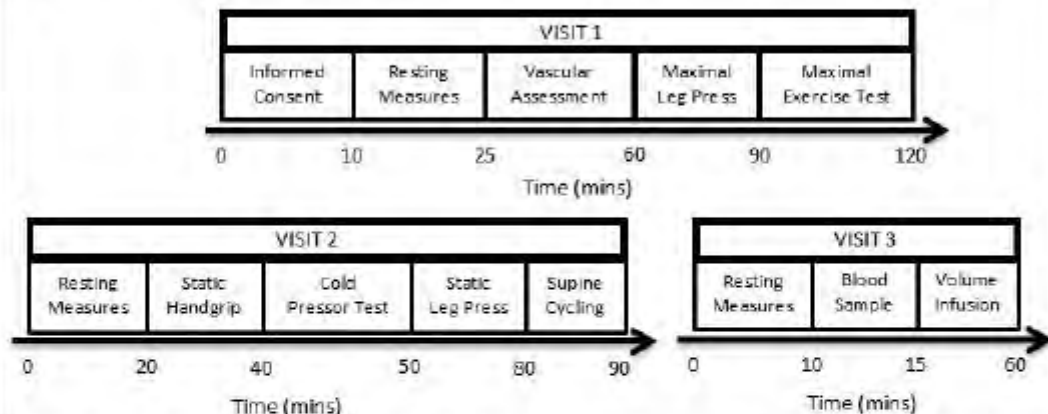 VISIT 1
Informed Resting Vascular Maximal Maximal
Consent Measures Assessment Leg Press Exercise Test
0 10 25 60 90 120
Time (mins)
VISIT 2
Resting Static Cold Static Supine
Measures Handgrip Pressor Test Leg Press Cycling
0 20 40 50 80 90
Time (mins)
VISIT 3
Resting Blood Volume
Measures Sample Infusion
0 10 15 60
Time (mins)